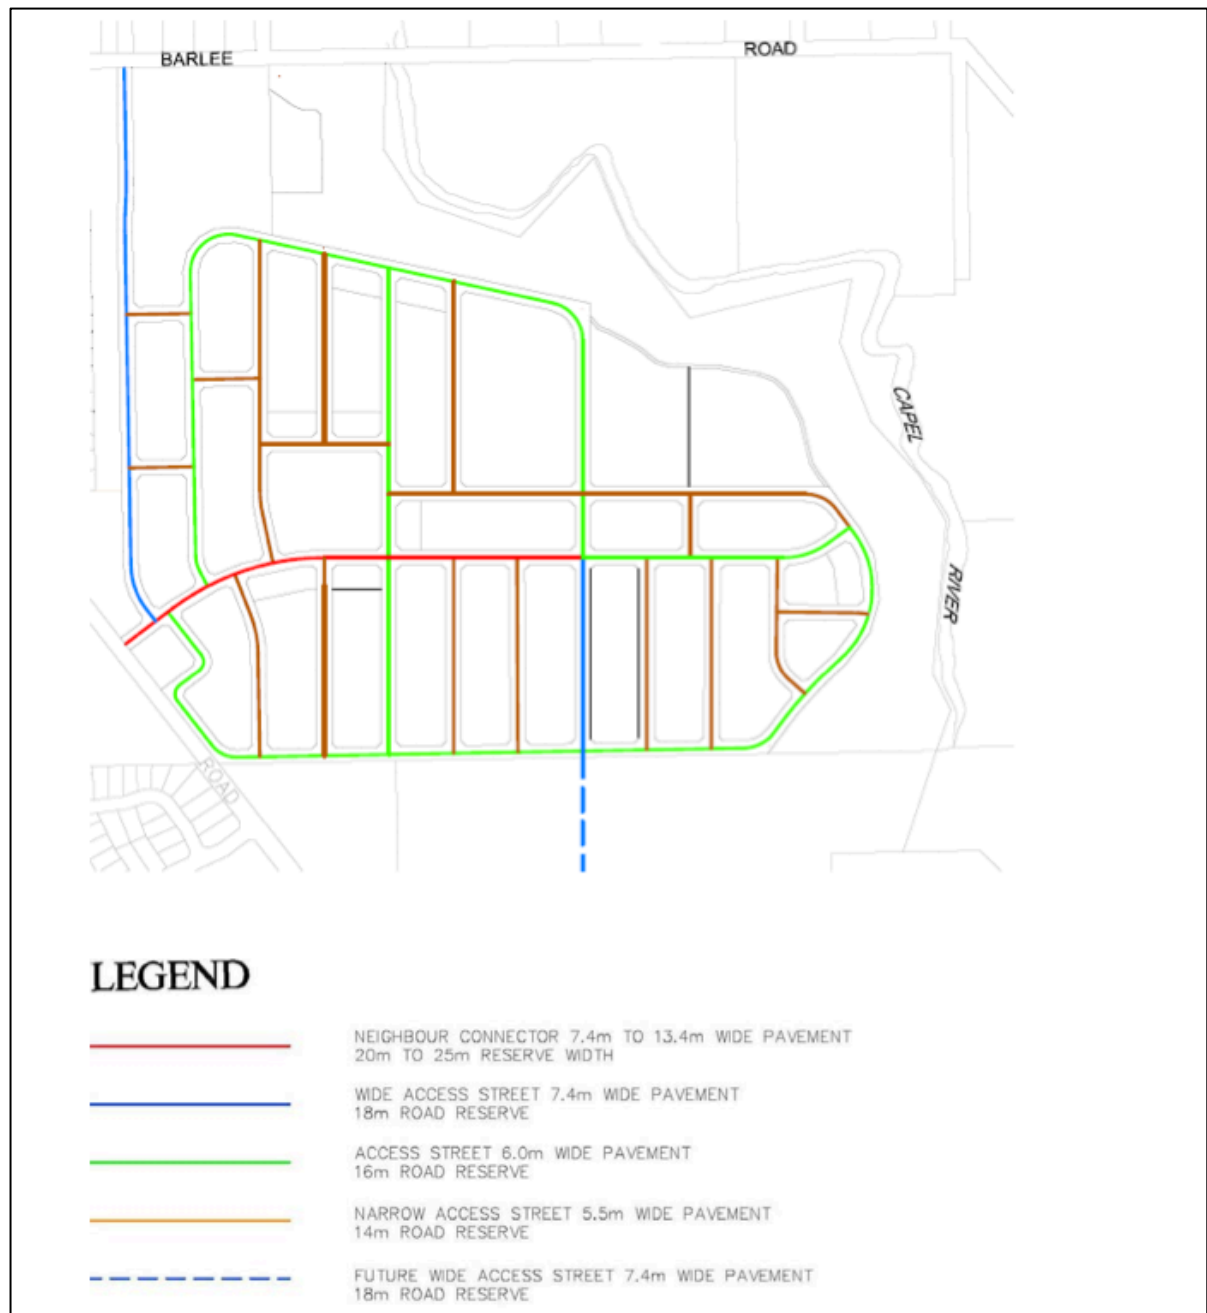 BARLEE
ROAD
CAPEL
RIVER
ROAD
LEGEND
NEIGHBOUR CONNECTOR 7.4m TO 13.4m WIDE PAVEMENT
20m TO 25m RESERVE WIDTH
WIDE ACCESS STREET 7.4m WIDE PAVEMENT
18m ROAD RESERVE
ACCESS STREET 6.0m WIDE PAVEMENT
16m ROAD RESERVE
NARROW ACCESS STREET 5.5m WIDE PAVEMENT
14m ROAD RESERVE
FUTURE WIDE ACCESS STREET 7.4m WIDE PAVEMENT
18m ROAD RESERVE